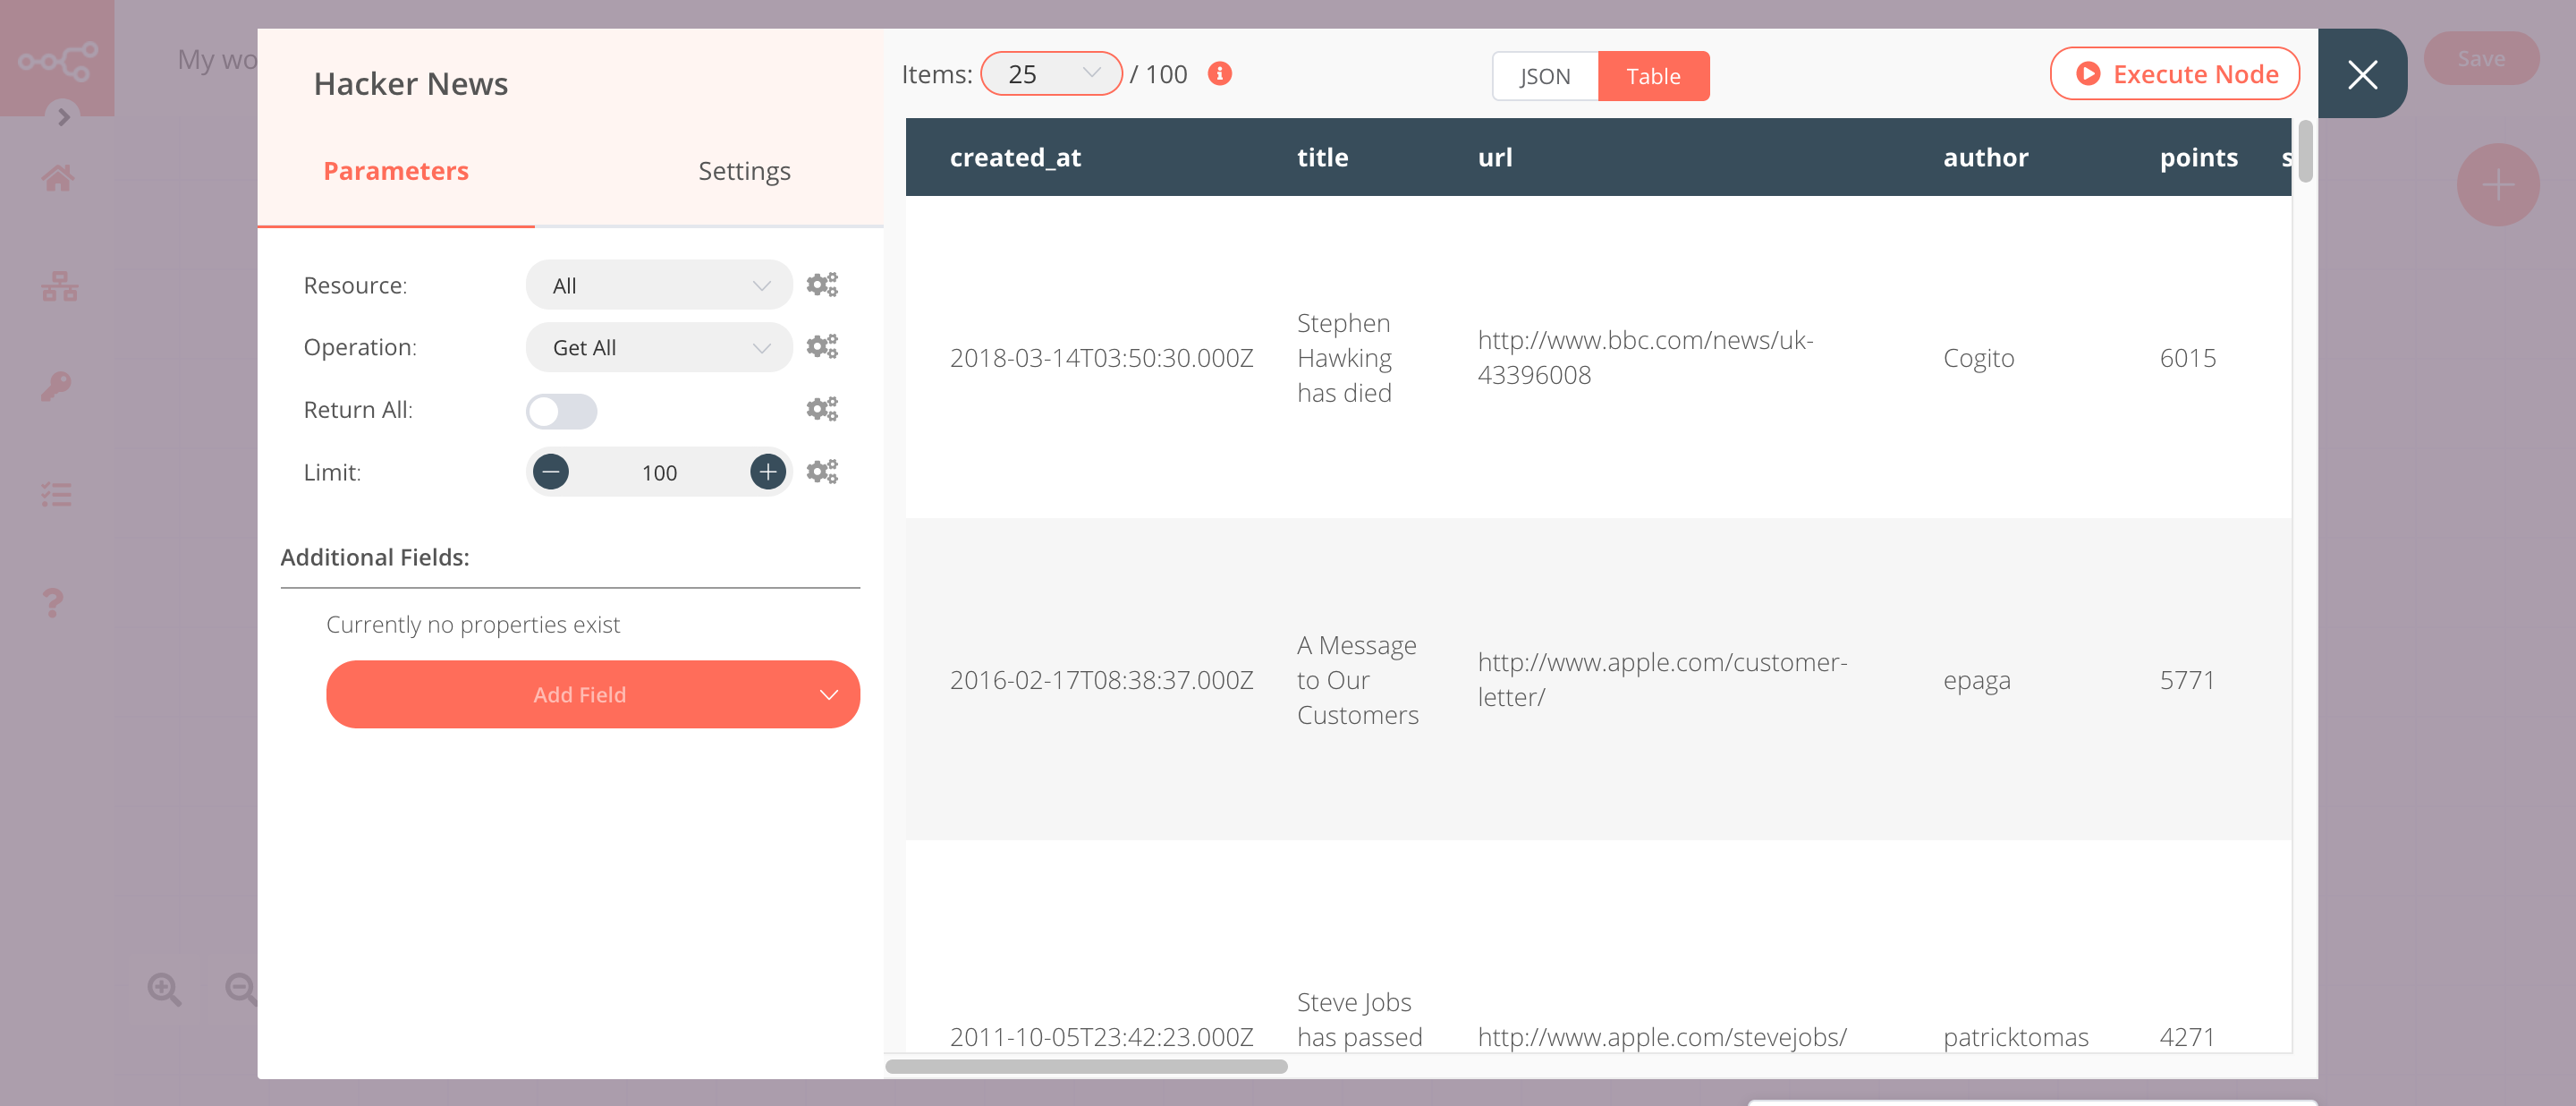 My wo
Save
Hacker News
Parameters
Settings
Resource:
All
Operation:
Get All
Return All:
Limit:
100
Additional Fields:
Currently no properties exist
Add Field
Items: 25 / 100
JSON
Table
Execute Node
created_at title url author points s
2018-03-14T03:50:30.000Z
Stephen
Hawking
has died
http://www.bbc.com/news/uk-
43396008
Cogito
6015
2016-02-17T08:38:37.000Z
A Message
to Our
Customers
http://www.apple.com/customer-
letter/
epaga
5771
2011-10-05T23:42:23.000Z
Steve Jobs
has passed
http://www.apple.com/stevejobs/
patricktomas
4271